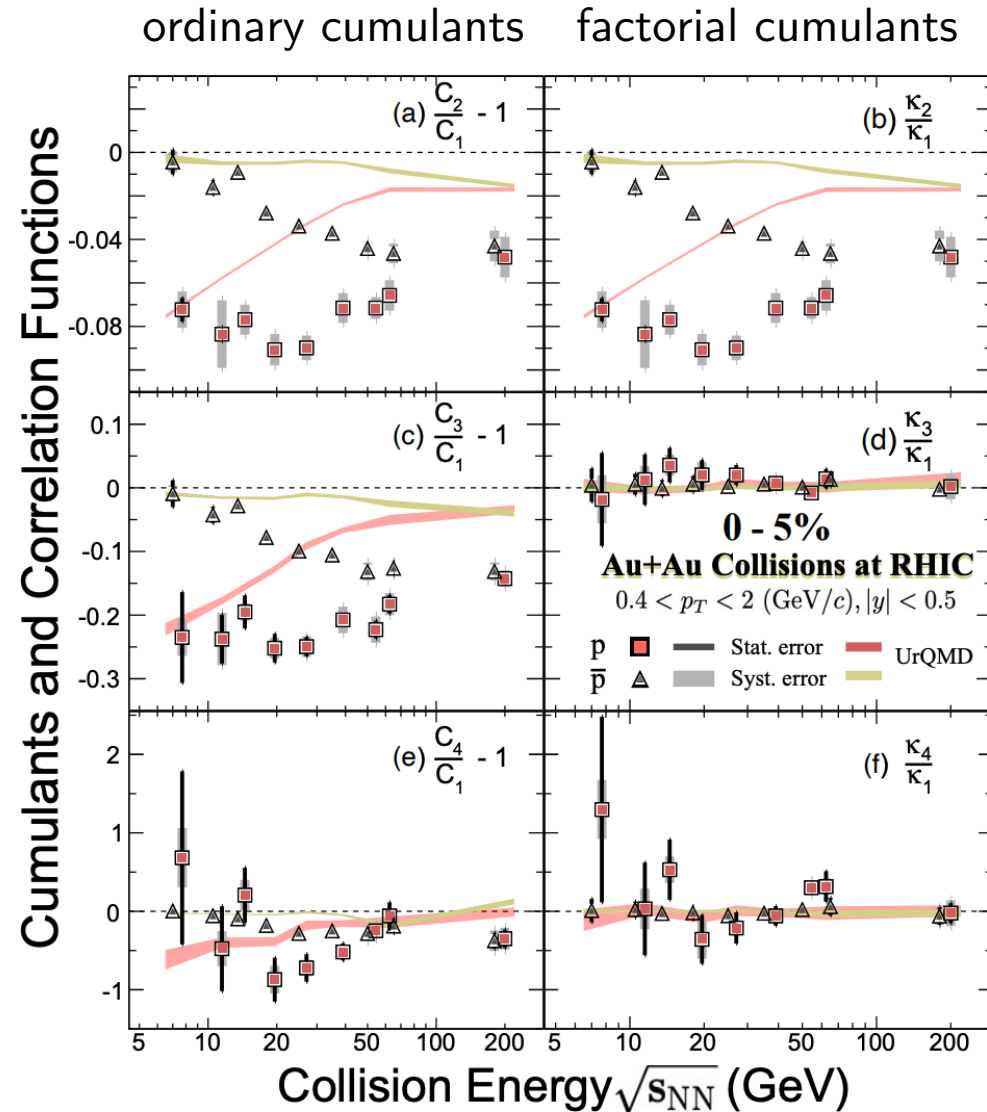 ordinary cumulants
factorial cumulants
Cumulants and Correlation Functions
(a) C₂/C₁ - 1
(b) κ₂/κ₁
0
-0.04
-0.08
(c) C₃/C₁ - 1
(d) κ₃/κ₁
0.1
0
-0.1
-0.2
-0.3
0 - 5%
Au+Au Collisions at RHIC
0.4 < p_T < 2 (GeV/c), |y| < 0.5
p Stat. error
p̄ Syst. error
UrQMD
(e) C₄/C₁ - 1
(f) κ₄/κ₁
2
1
0
-1
5 10 20 50 100 200
10 20 50 100 200
Collision Energy √s_NN (GeV)